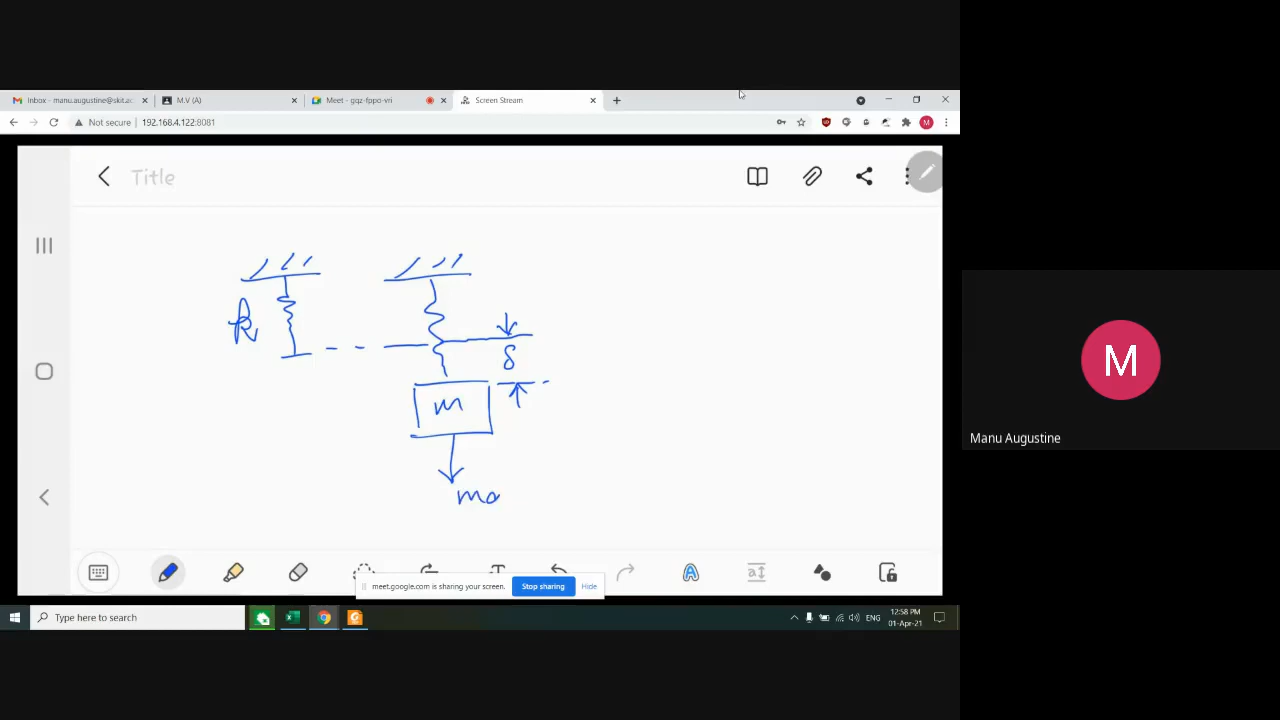 Inbox - manu.augustine@skit.ac
M.V (A)
Meet - gqz-fppo-vri
Screen Stream
Not secure
192.168.4.122:8081
M
Title
k
δ
m
ma
M
Manu Augustine
T
A
a
meet.google.com is sharing your screen.
Stop sharing
Hide
Type here to search
ENG
12:58 PM
01-Apr-21